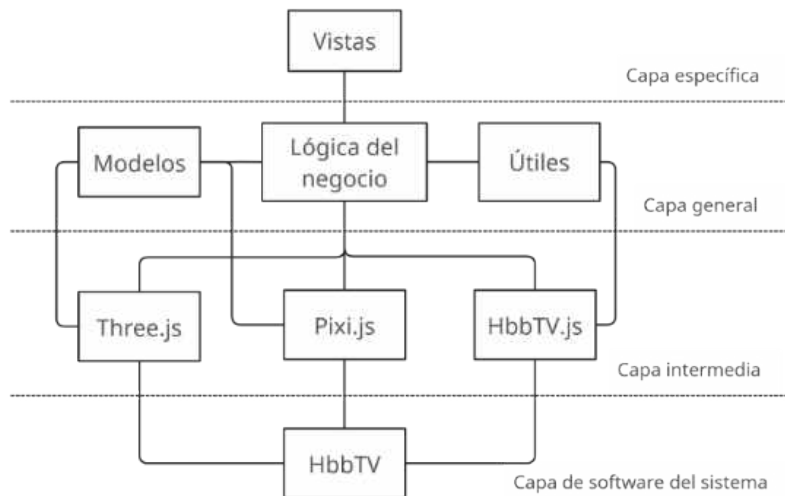 Vistas
Capa específica
Modelos
Lógica del
negocio
Útiles
Capa general
Three.js
Pixi.js
HbbTV.js
Capa intermedia
HbbTV
Capa de software del sistema